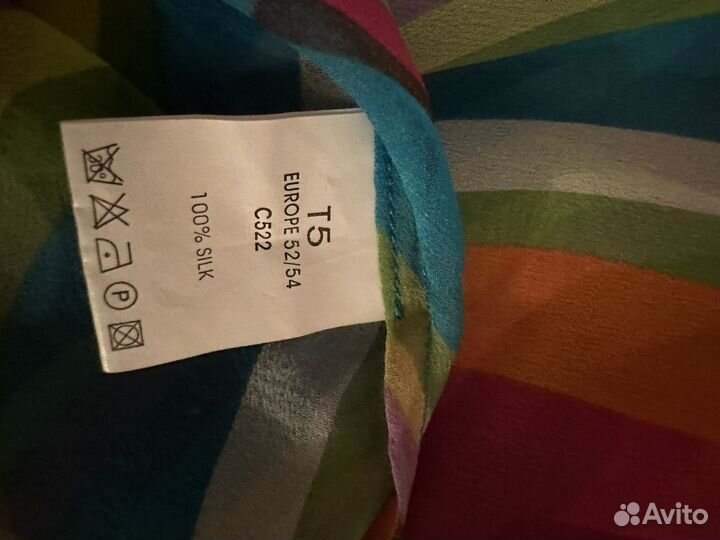 T5
EUROPE 52/54
C522
100% SILK
P
Avito